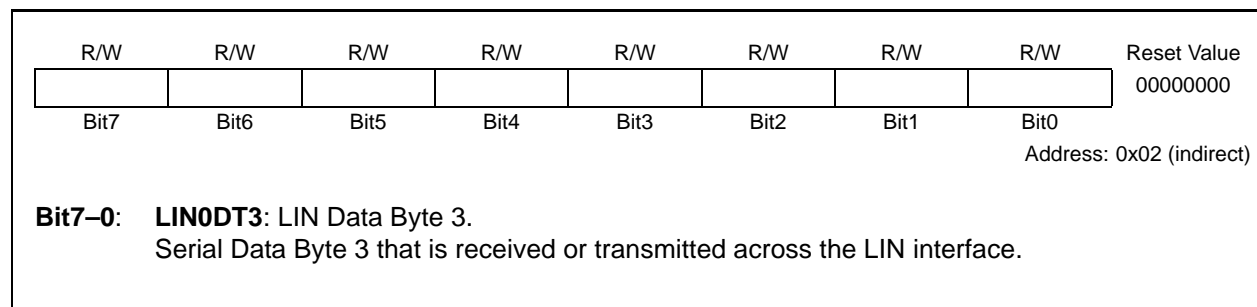 R/W R/W R/W R/W R/W R/W R/W R/W Reset Value
00000000
Bit7 Bit6 Bit5 Bit4 Bit3 Bit2 Bit1 Bit0
Address: 0x02 (indirect)
Bit7–0: LIN0DT3: LIN Data Byte 3.
Serial Data Byte 3 that is received or transmitted across the LIN interface.